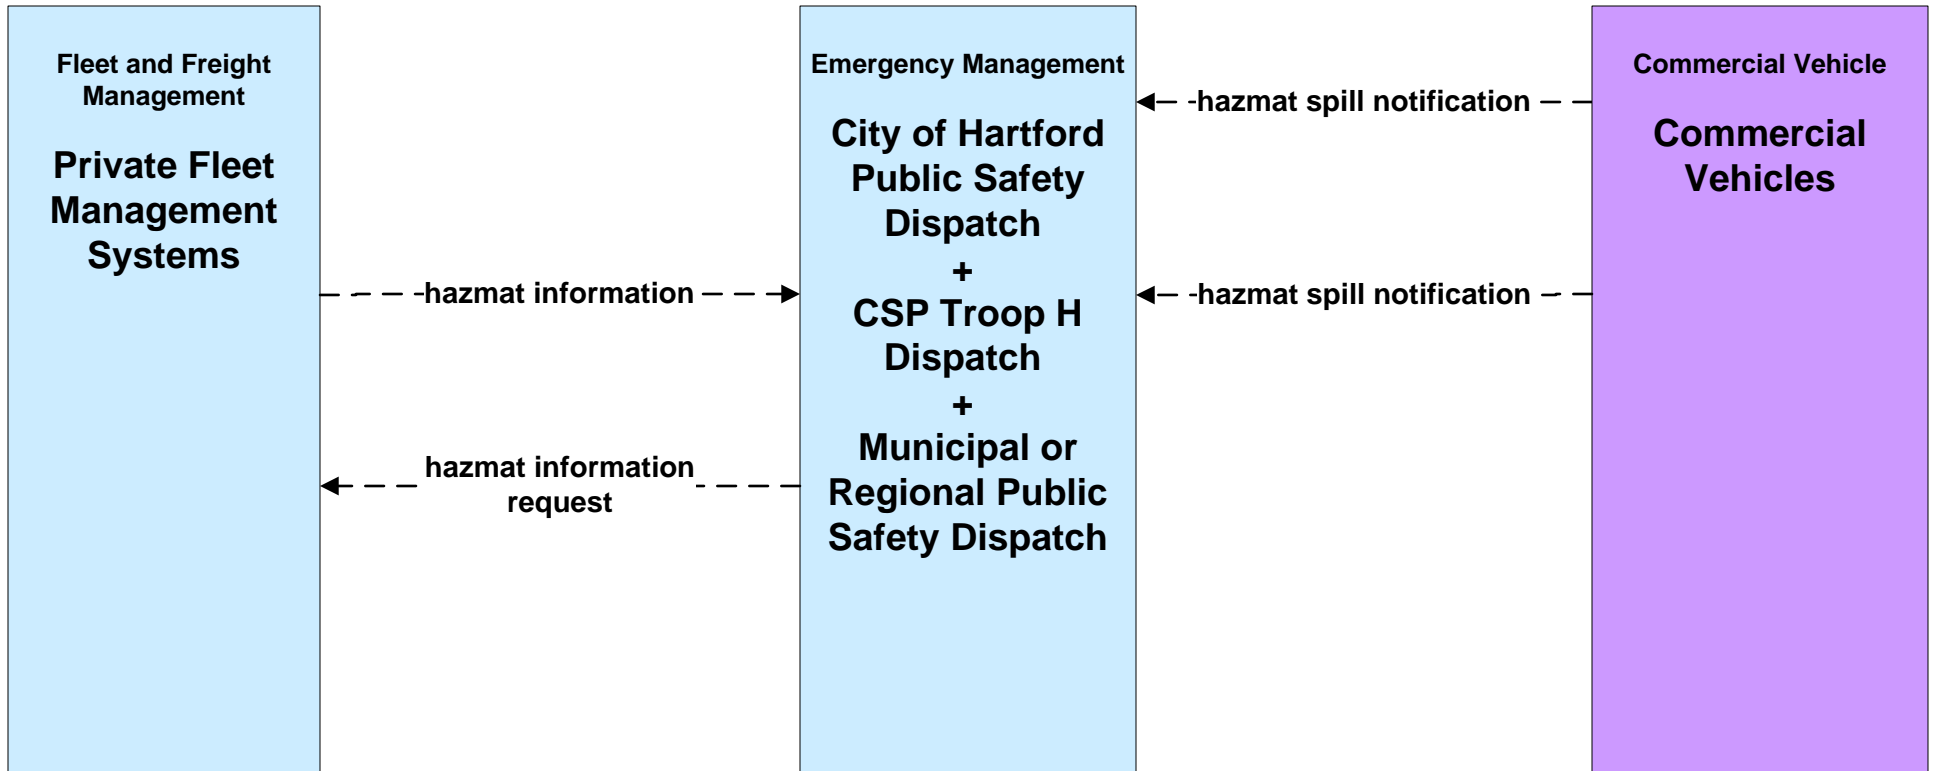 Fleet and Freight
Management
Private Fleet
Management
Systems
hazmat information
hazmat information
request
Emergency Management
City of Hartford
Public Safety
Dispatch
+
CSP Troop H
Dispatch
+
Municipal or
Regional Public
Safety Dispatch
hazmat spill notification
hazmat spill notification
Commercial Vehicle
Commercial
Vehicles